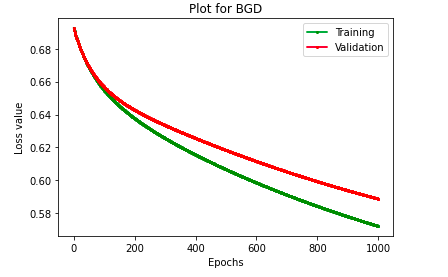 Plot for BGD
Training
Validation
Loss value
0.68
0.66
0.64
0.62
0.60
0.58
0 200 400 600 800 1000
Epochs